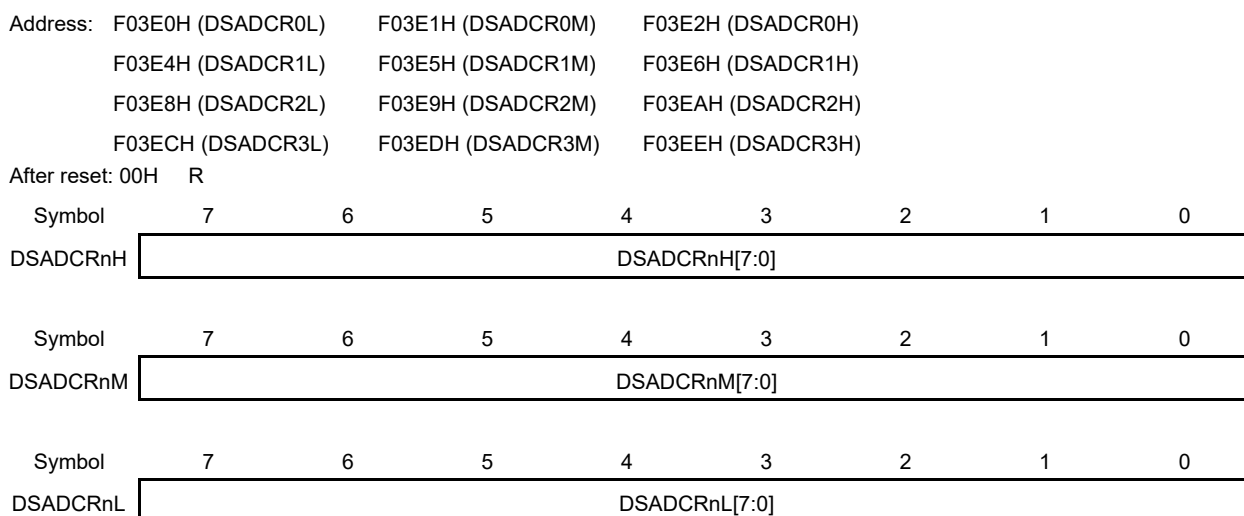 Address: F03E0H (DSADCR0L) F03E1H (DSADCR0M) F03E2H (DSADCR0H)
F03E4H (DSADCR1L) F03E5H (DSADCR1M) F03E6H (DSADCR1H)
F03E8H (DSADCR2L) F03E9H (DSADCR2M) F03EAH (DSADCR2H)
F03ECH (DSADCR3L) F03EDH (DSADCR3M) F03EEH (DSADCR3H)
After reset: 00H R
Symbol 7 6 5 4 3 2 1 0
DSADCRnH DSADCRnH[7:0]
Symbol 7 6 5 4 3 2 1 0
DSADCRnM DSADCRnM[7:0]
Symbol 7 6 5 4 3 2 1 0
DSADCRnL DSADCRnL[7:0]